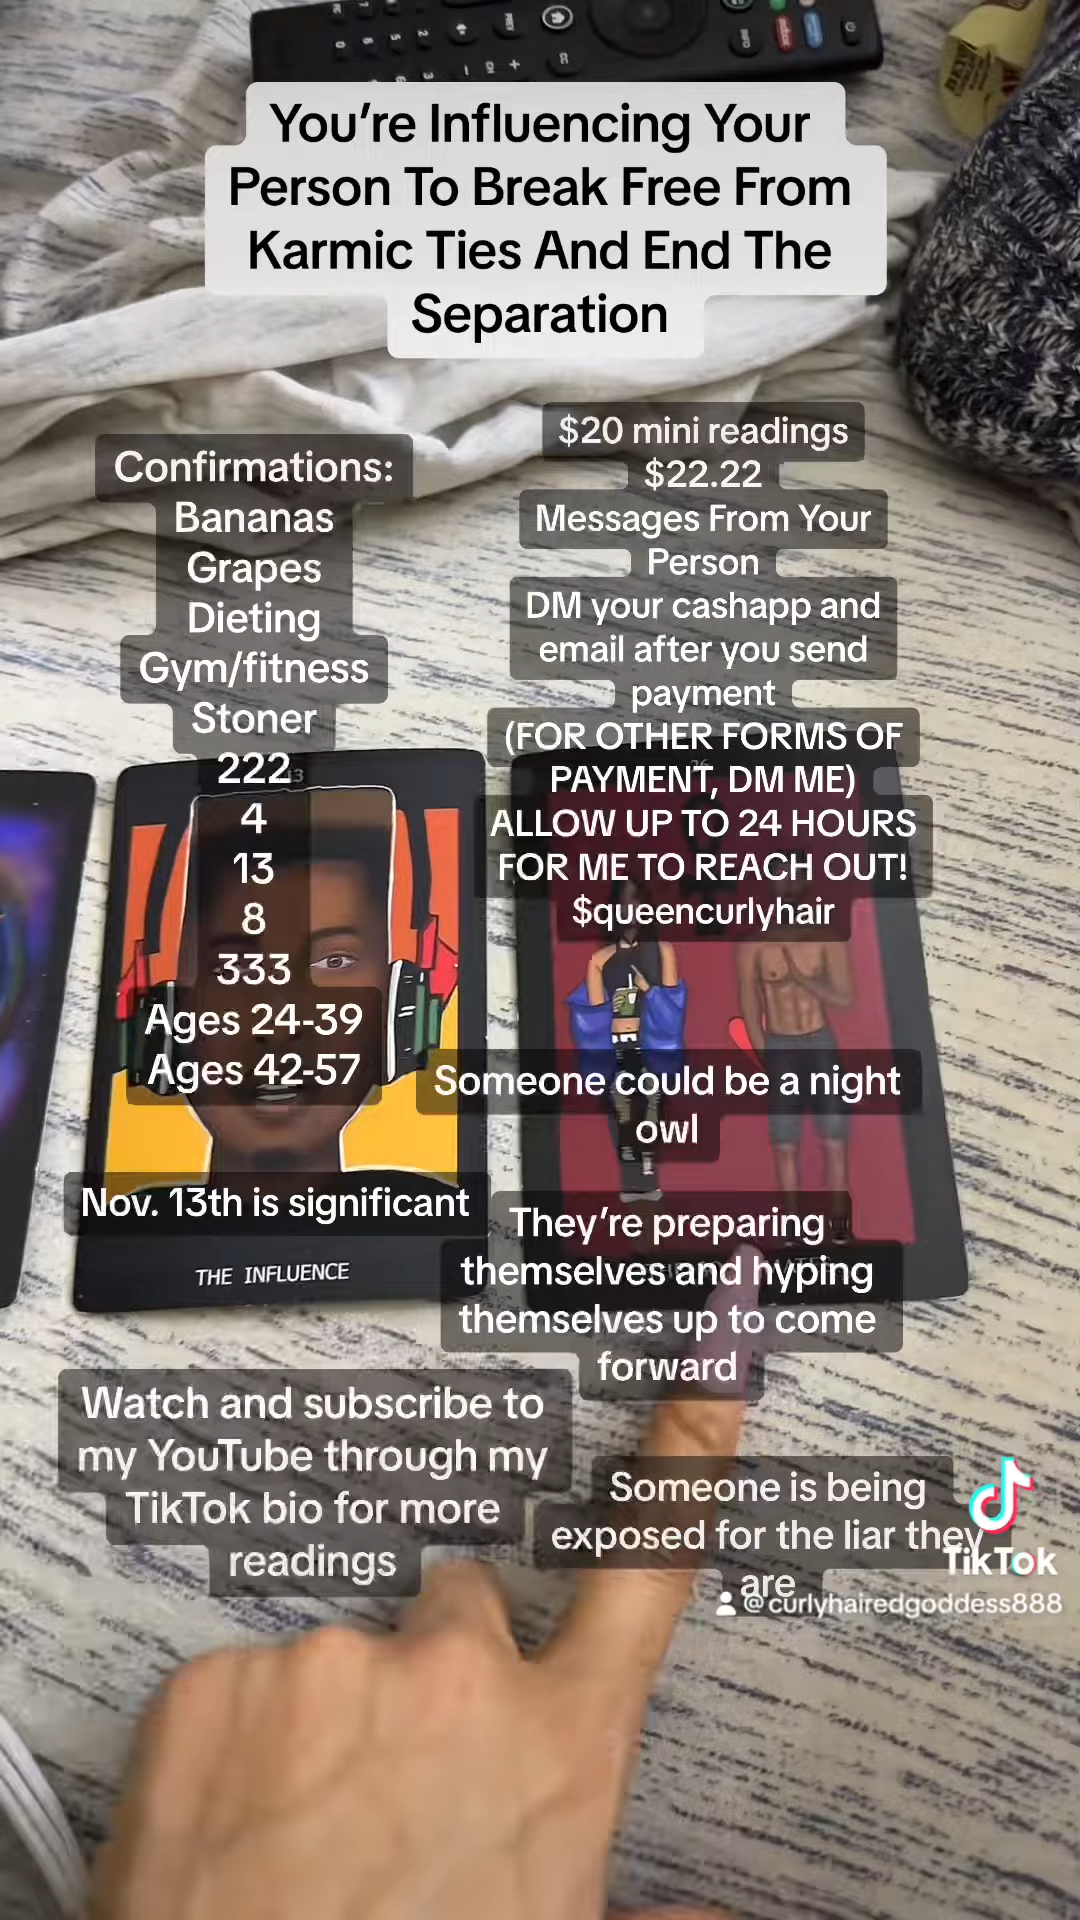 PREV
CC
INFO
CH
You’re Influencing Your
Person To Break Free From
Karmic Ties And End The
Separation
Confirmations:
Bananas
Grapes
Dieting
Gym/fitness
Stoner
222
4
13
8
333
Ages 24-39
Ages 42-57
$20 mini readings
$22.22
Messages From Your
Person
DM your cashapp and
email after you send
payment
(FOR OTHER FORMS OF
PAYMENT, DM ME)
ALLOW UP TO 24 HOURS
FOR ME TO REACH OUT!
$queencurlyhair
13
26
Someone could be a night
owl
Nov. 13th is significant
THE INFLUENCE
They’re preparing
themselves and hyping
themselves up to come
forward
Watch and subscribe to
my YouTube through my
TikTok bio for more
readings
Someone is being
exposed for the liar they
are
TikTok
@curlyhairedgoddess888